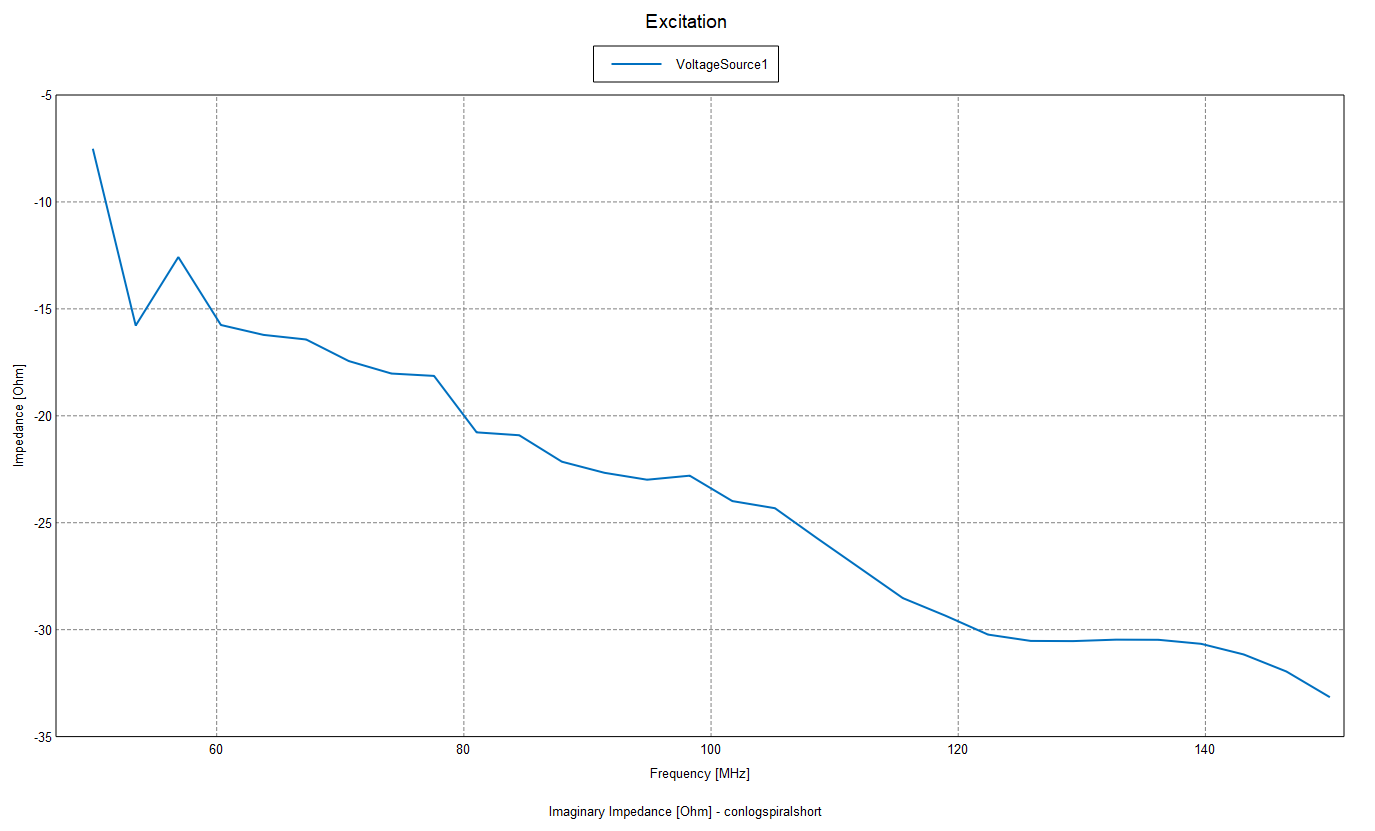 Excitation
VoltageSource1
-5
-10
-15
-20
-25
-30
-35
Impedance [Ohm]
60 80 100 120 140
Frequency [MHz]
Imaginary Impedance [Ohm] - conlogspiralshort